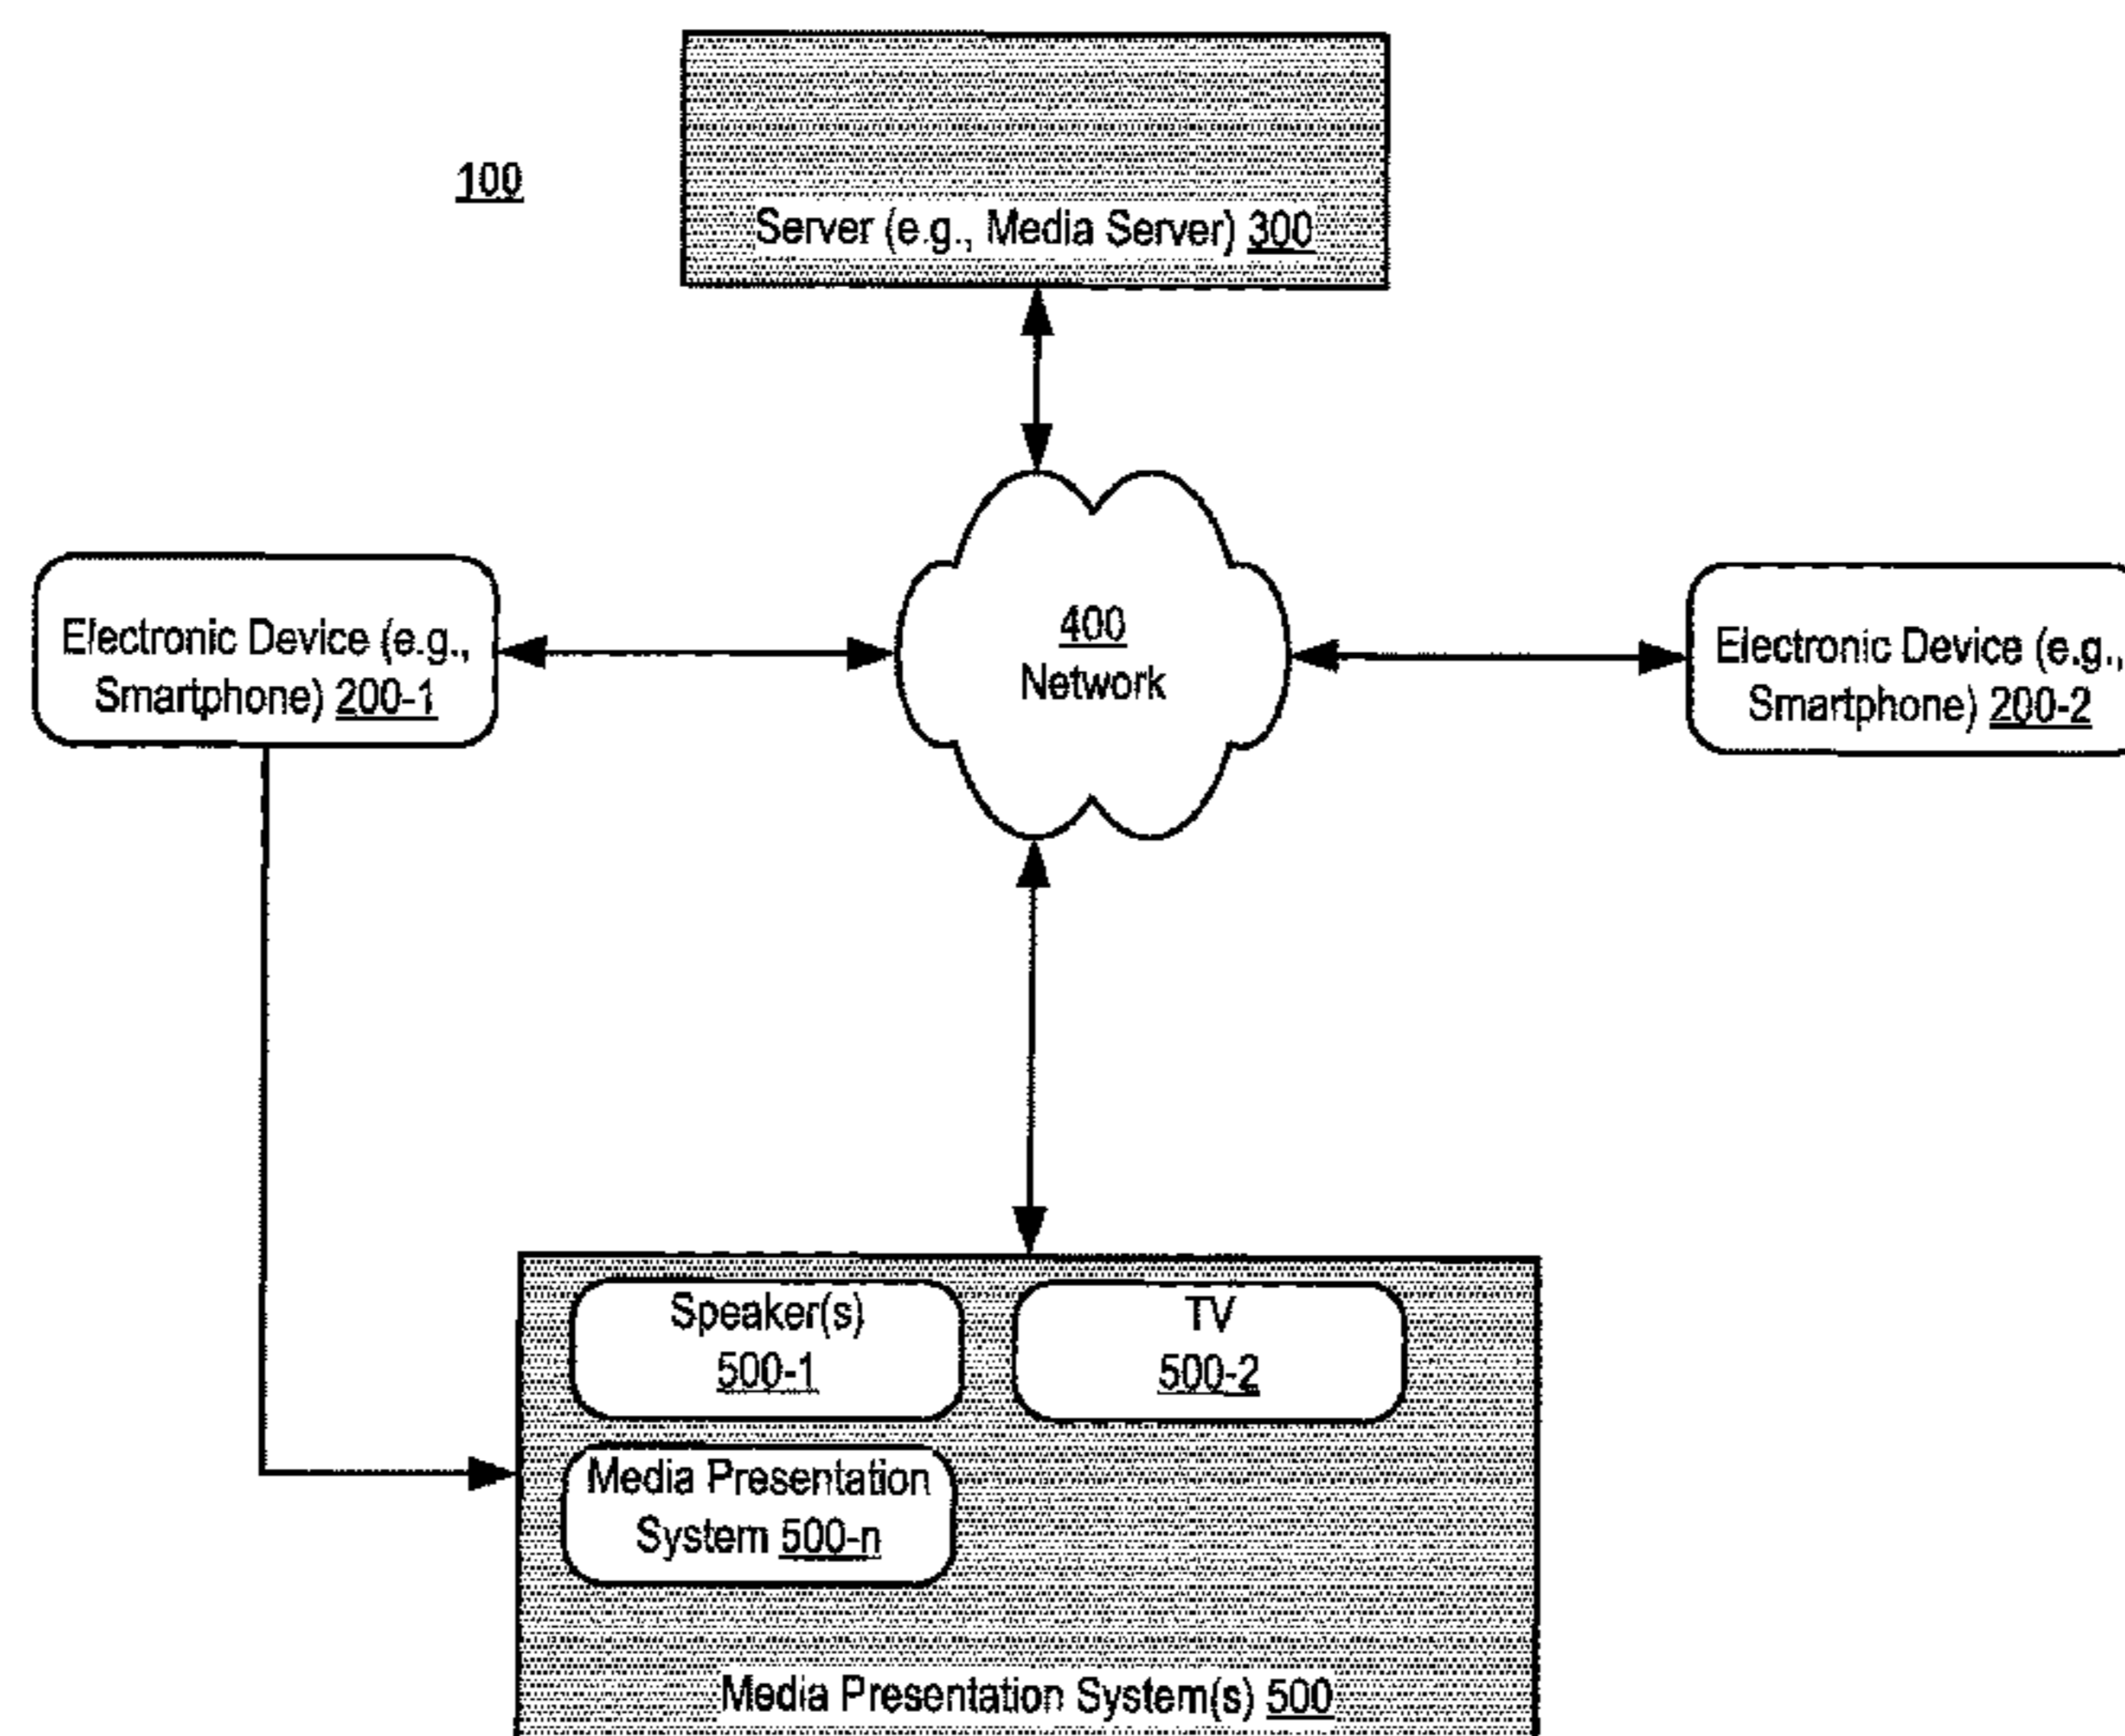 100
Server (e.g., Media Server) 300
400
Network
Electronic Device (e.g.,
Smartphone) 200-1
Electronic Device (e.g.,
Smartphone) 200-2
Speaker(s)
500-1
TV
500-2
Media Presentation
System 500-n
Media Presentation System(s) 500